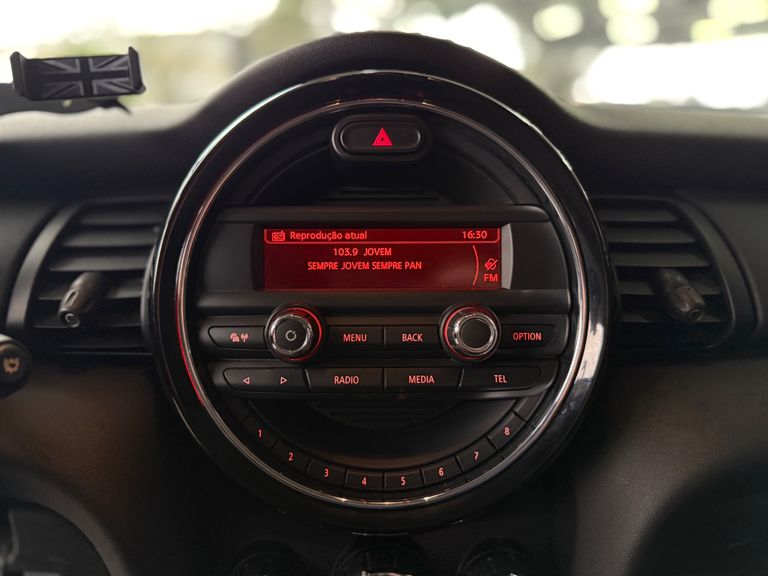 Reprodução atual 16:30
103.9 JOVEM
SEMPRE JOVEM SEMPRE PAN
FM
MENU BACK OPTION
RADIO MEDIA TEL
1 2 3 4 5 6 7 8